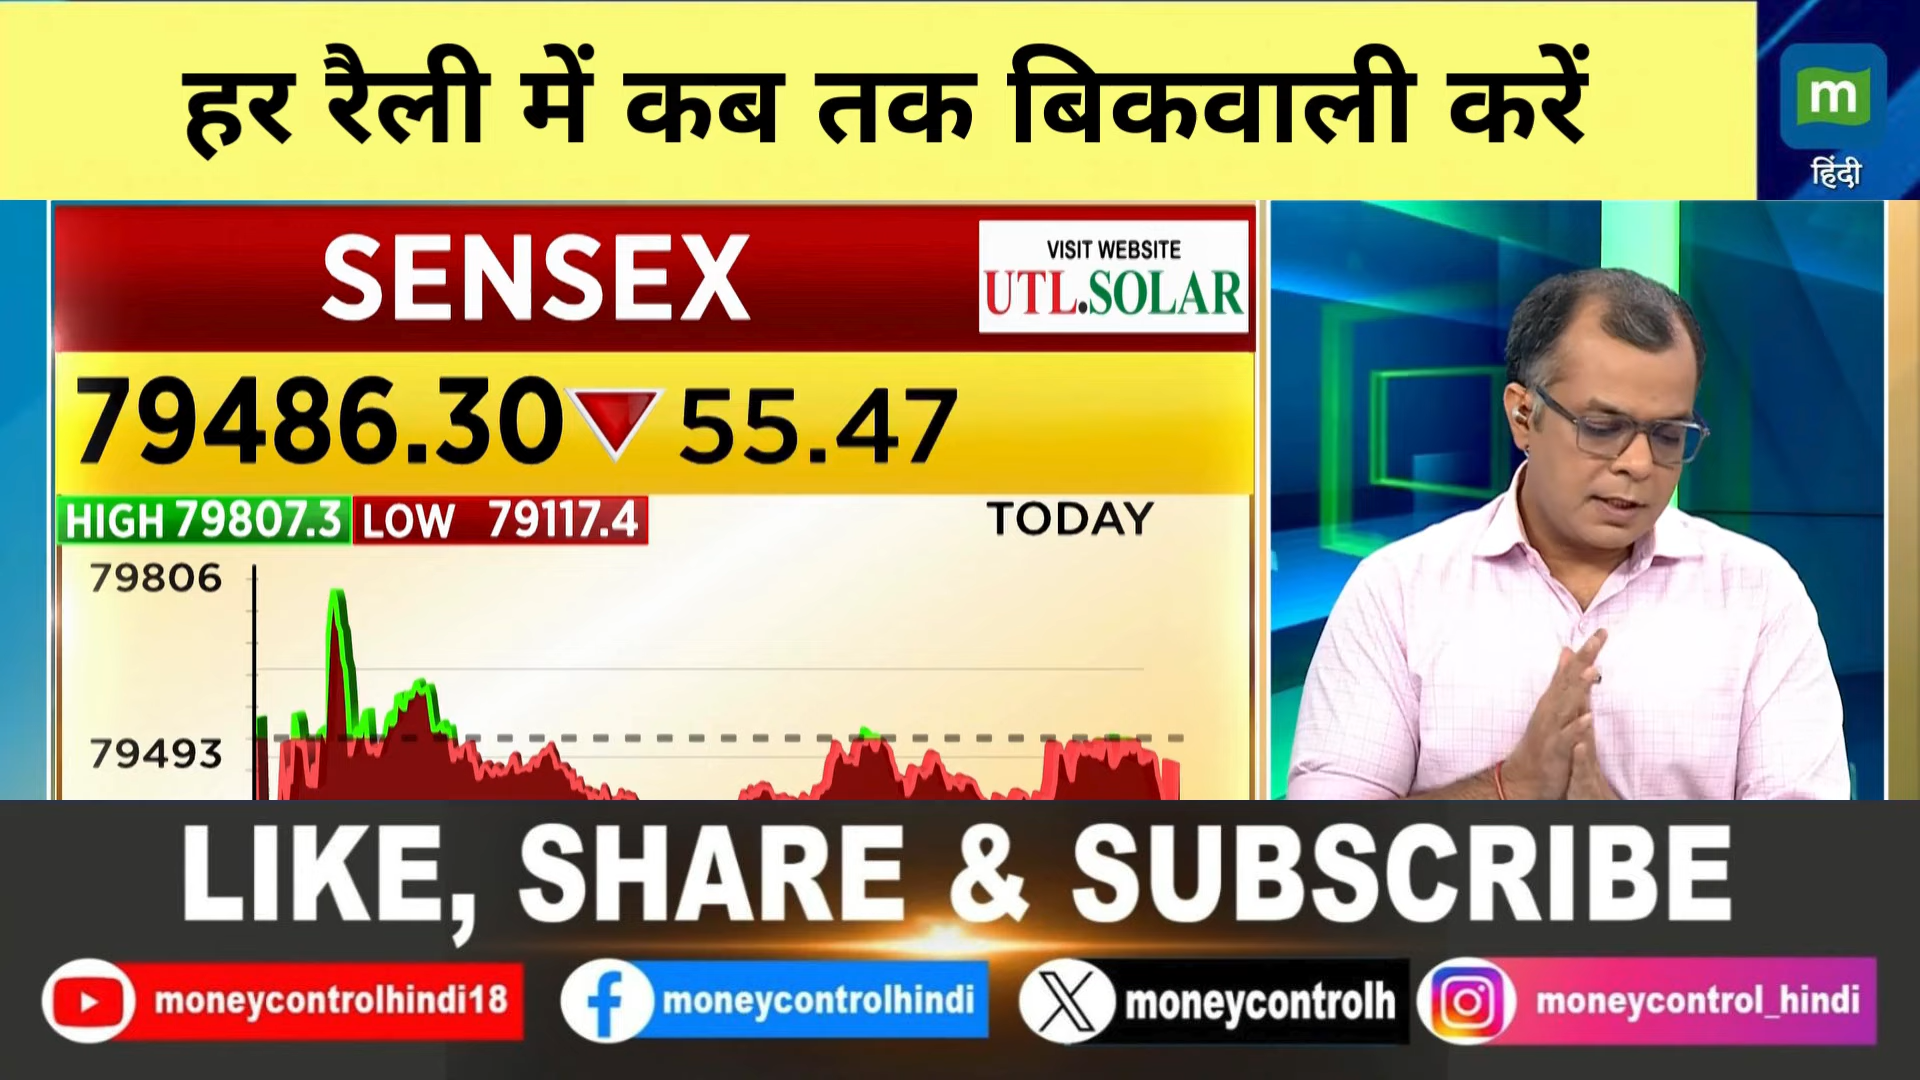 हर रैली में कब तक बिकवाली करें
m
हिंदी
SENSEX
VISIT WEBSITE
UTL.SOLAR
79486.30 55.47
HIGH 79807.3 LOW 79117.4 TODAY
79806
79493
LIKE, SHARE & SUBSCRIBE
moneycontrolhindi18 moneycontrolhindi moneycontrolh moneycontrol_hindi